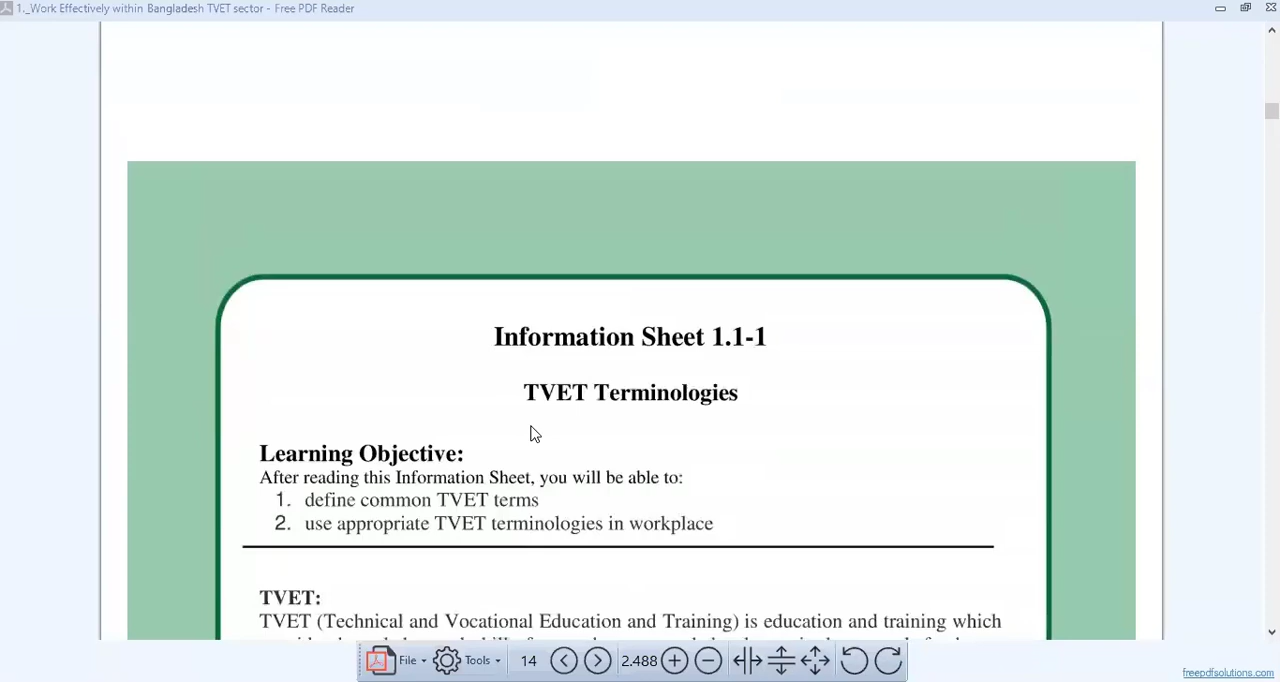 1._Work Effectively within Bangladesh TVET sector - Free PDF Reader
Information Sheet 1.1-1
TVET Terminologies
Learning Objective:
After reading this Information Sheet, you will be able to:
1. define common TVET terms
2. use appropriate TVET terminologies in workplace
TVET:
TVET (Technical and Vocational Education and Training) is education and training which
File
Tools
14
2.488
freepdfsolutions.com